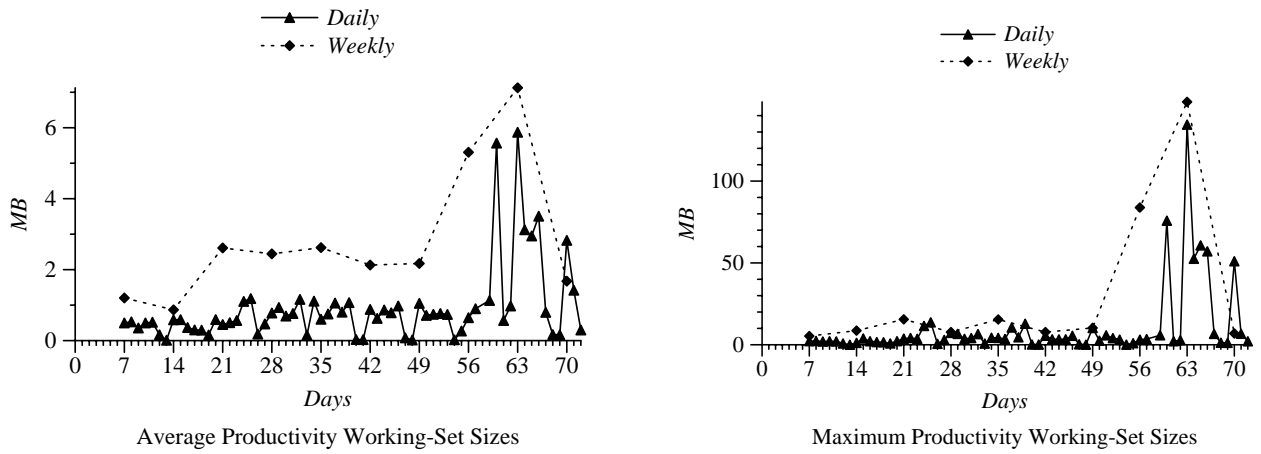 Daily
Weekly
6
4
2
0
MB
0 7 14 21 28 35 42 49 56 63 70
Days
Average Productivity Working-Set Sizes
Daily
Weekly
100
50
0
MB
0 7 14 21 28 35 42 49 56 63 70
Days
Maximum Productivity Working-Set Sizes